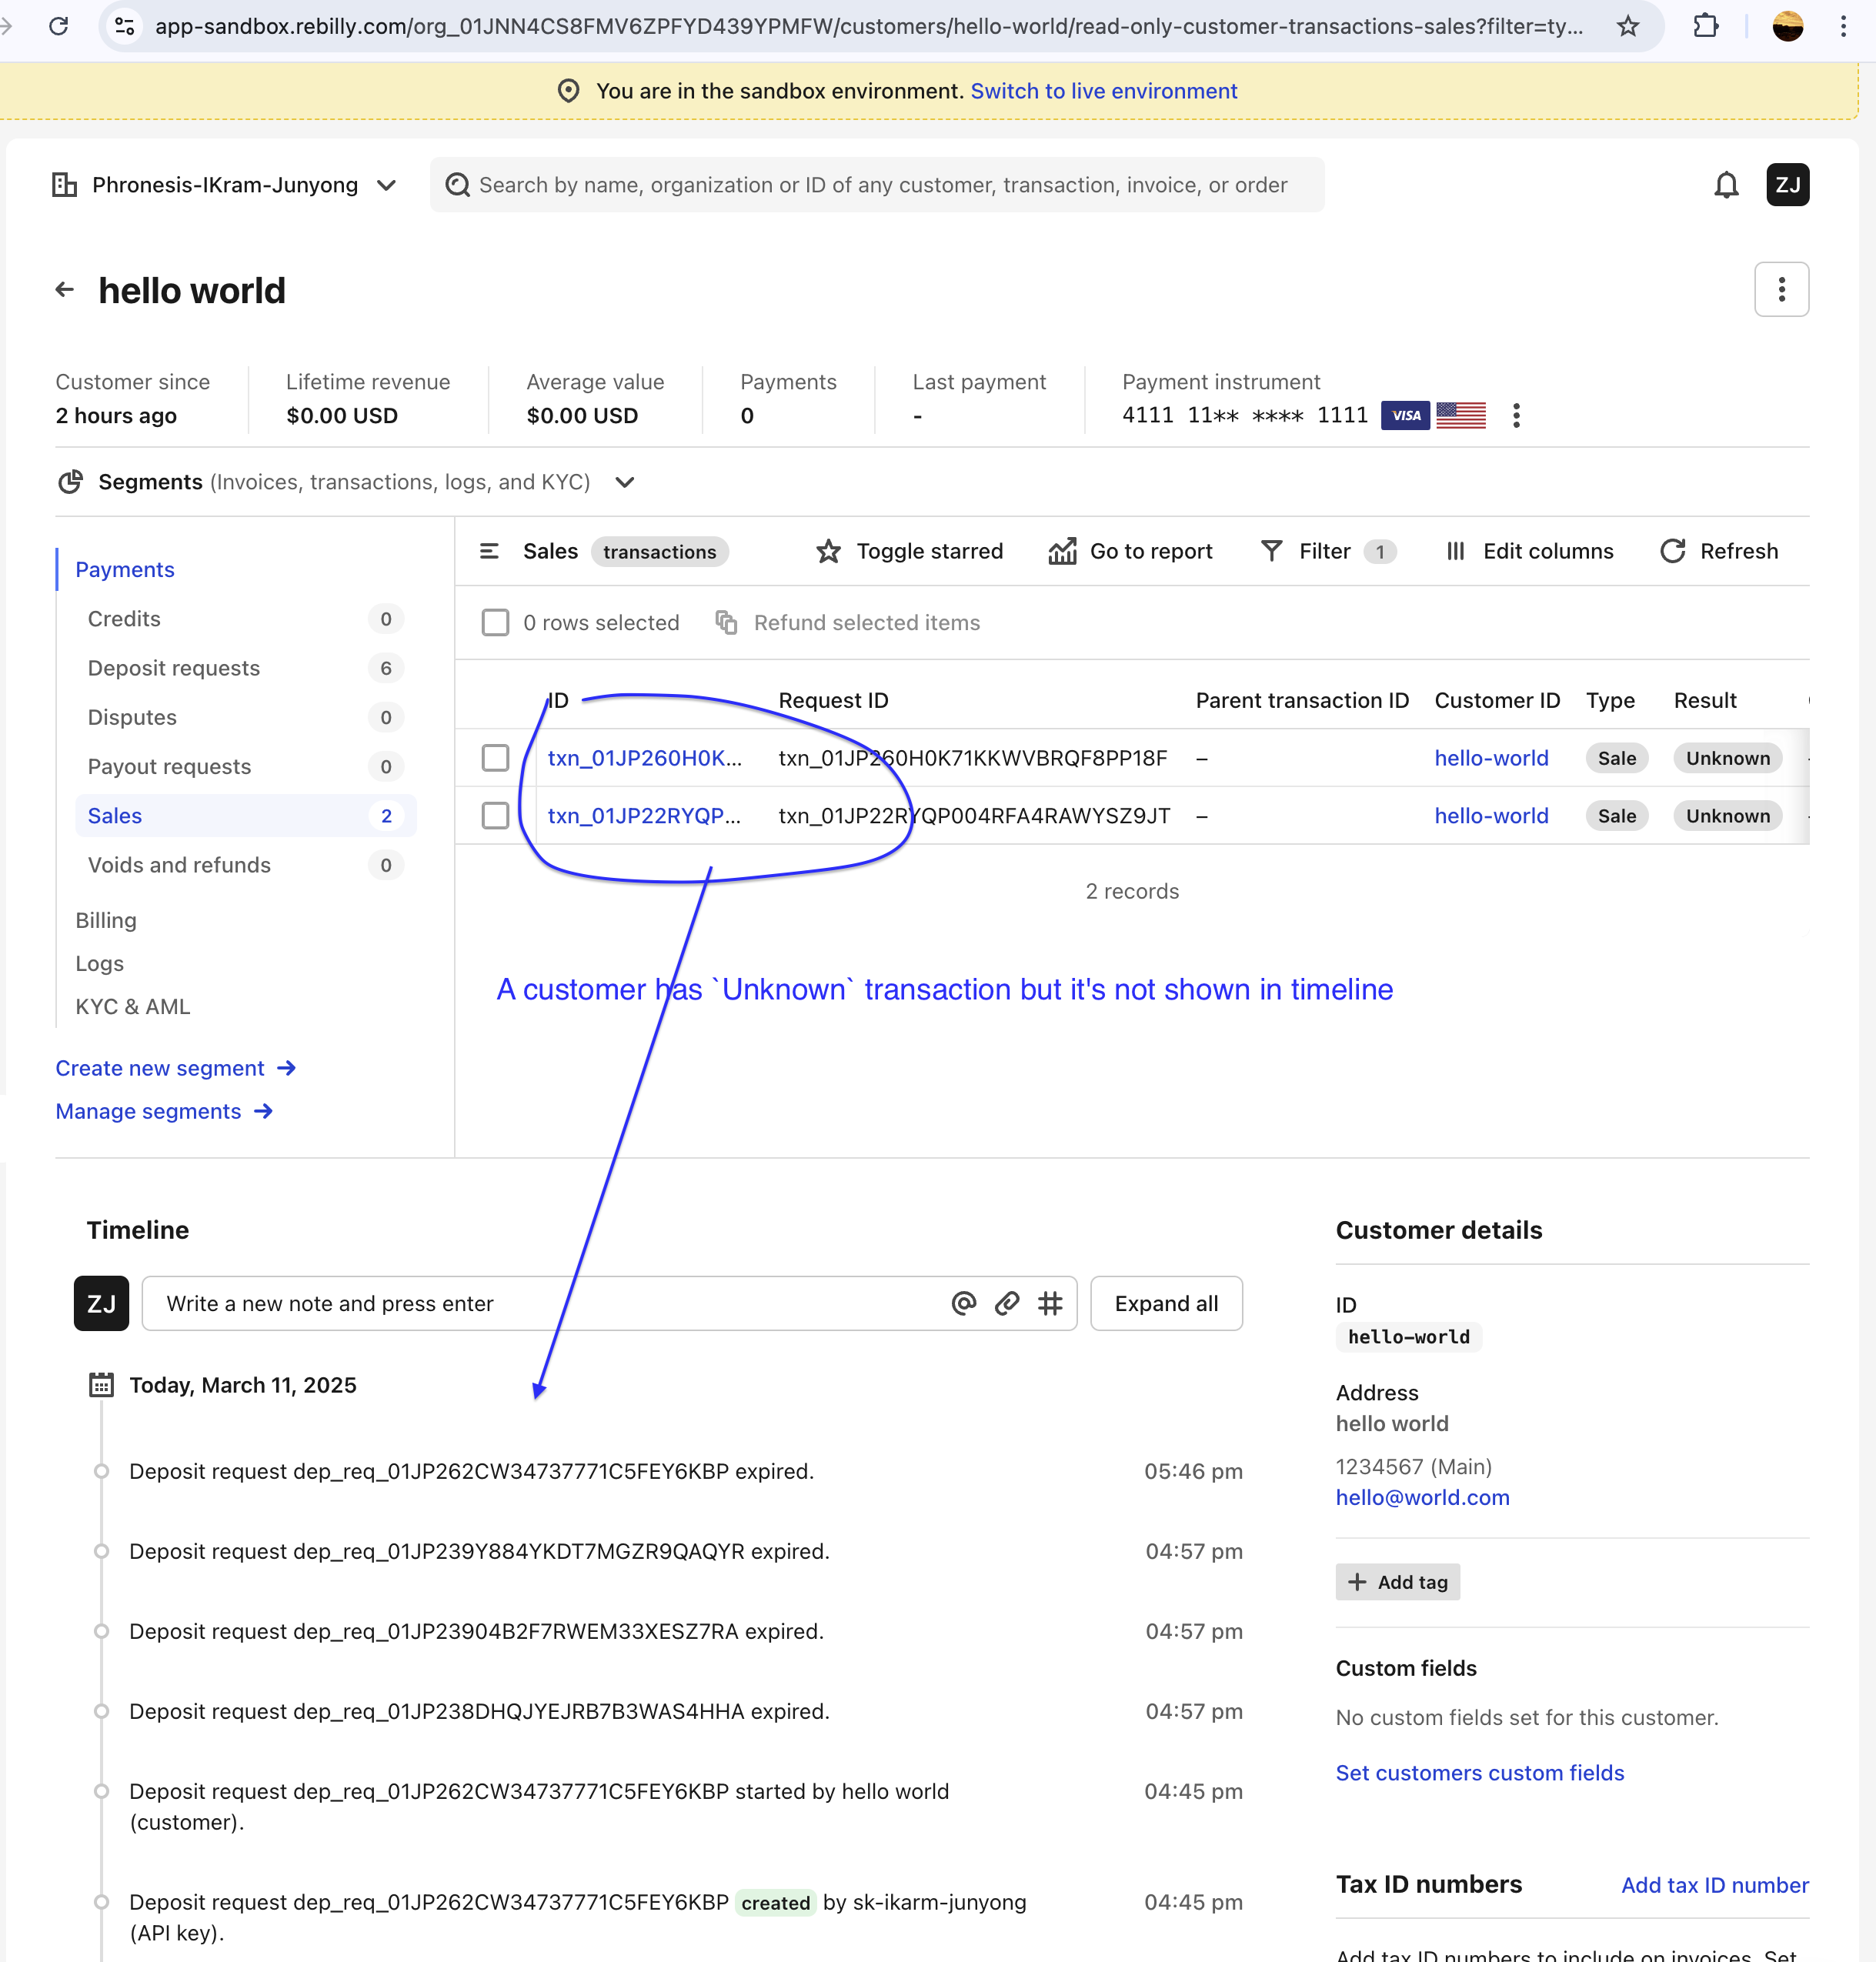 app-sandbox.rebilly.com/org_01JNN4CS8FMV6ZPFYD439YPMFW/customers/hello-world/read-only-customer-transactions-sales?filter=ty...
You are in the sandbox environment. Switch to live environment
Phronesis-IKram-Junyong
Search by name, organization or ID of any customer, transaction, invoice, or order
ZJ
hello world
Customer since
2 hours ago
Lifetime revenue
$0.00 USD
Average value
$0.00 USD
Payments
0
Last payment
-
Payment instrument
4111 11** **** 1111 VISA
Segments (Invoices, transactions, logs, and KYC)
Payments
Credits 0
Deposit requests 6
Disputes 0
Payout requests 0
Sales 2
Voids and refunds 0
Billing
Logs
KYC & AML
Create new segment
Manage segments
Sales transactions Toggle starred Go to report Filter 1 Edit columns Refresh
0 rows selected Refund selected items
ID Request ID Parent transaction ID Customer ID Type Result
txn_01JP260H0K... txn_01JP260H0K71KKWVBRQF8PP18F – hello-world Sale Unknown
txn_01JP22RYQP... txn_01JP22RYQP004RFA4RAWYSZ9JT – hello-world Sale Unknown
2 records
A customer has `Unknown` transaction but it's not shown in timeline
Timeline
ZJ Write a new note and press enter Expand all
Today, March 11, 2025
Deposit request dep_req_01JP262CW34737771C5FEY6KBP expired. 05:46 pm
Deposit request dep_req_01JP239Y884YKDT7MGZR9QAQYR expired. 04:57 pm
Deposit request dep_req_01JP23904B2F7RWEM33XESZ7RA expired. 04:57 pm
Deposit request dep_req_01JP238DHQJYEJRB7B3WAS4HHA expired. 04:57 pm
Deposit request dep_req_01JP262CW34737771C5FEY6KBP started by hello world 04:45 pm
(customer).
Deposit request dep_req_01JP262CW34737771C5FEY6KBP created by sk-ikarm-junyong 04:45 pm
(API key).
Customer details
ID
hello-world
Address
hello world
1234567 (Main)
hello@world.com
Add tag
Custom fields
No custom fields set for this customer.
Set customers custom fields
Tax ID numbers Add tax ID number
Add tax ID numbers to include on invoices. Set